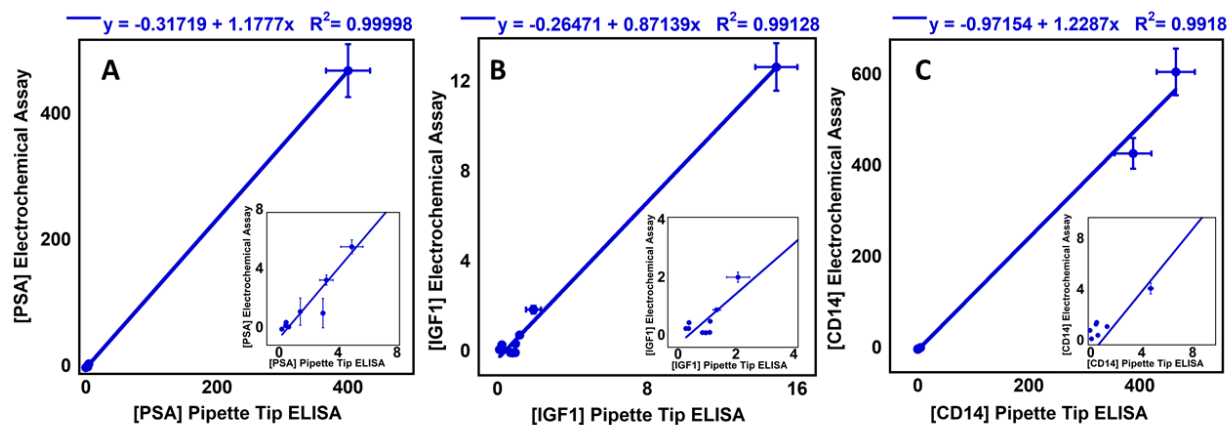 y = -0.31719 + 1.1777x R2= 0.99998
A
[PSA] Electrochemical Assay
400
200
0
0 200 400
[PSA] Pipette Tip ELISA
[PSA] Electrochemical Assay
8
4
0
0 4 8
[PSA] Pipette Tip ELISA
y = -0.26471 + 0.87139x R2= 0.99128
B
[IGF1] Electrochemical Assay
12
8
4
0
0 8 16
[IGF1] Pipette Tip ELISA
[IGF1] Electrochemical Assay
4
2
0
0 2 4
[IGF1] Pipette Tip ELISA
y = -0.97154 + 1.2287x R2= 0.9918
C
[CD14] Electrochemical Assay
600
400
200
0
0 200 400
[CD14] Pipette Tip ELISA
[CD14] Electrochemical Assay
8
4
0
0 4 8
[CD14] Pipette Tip ELISA